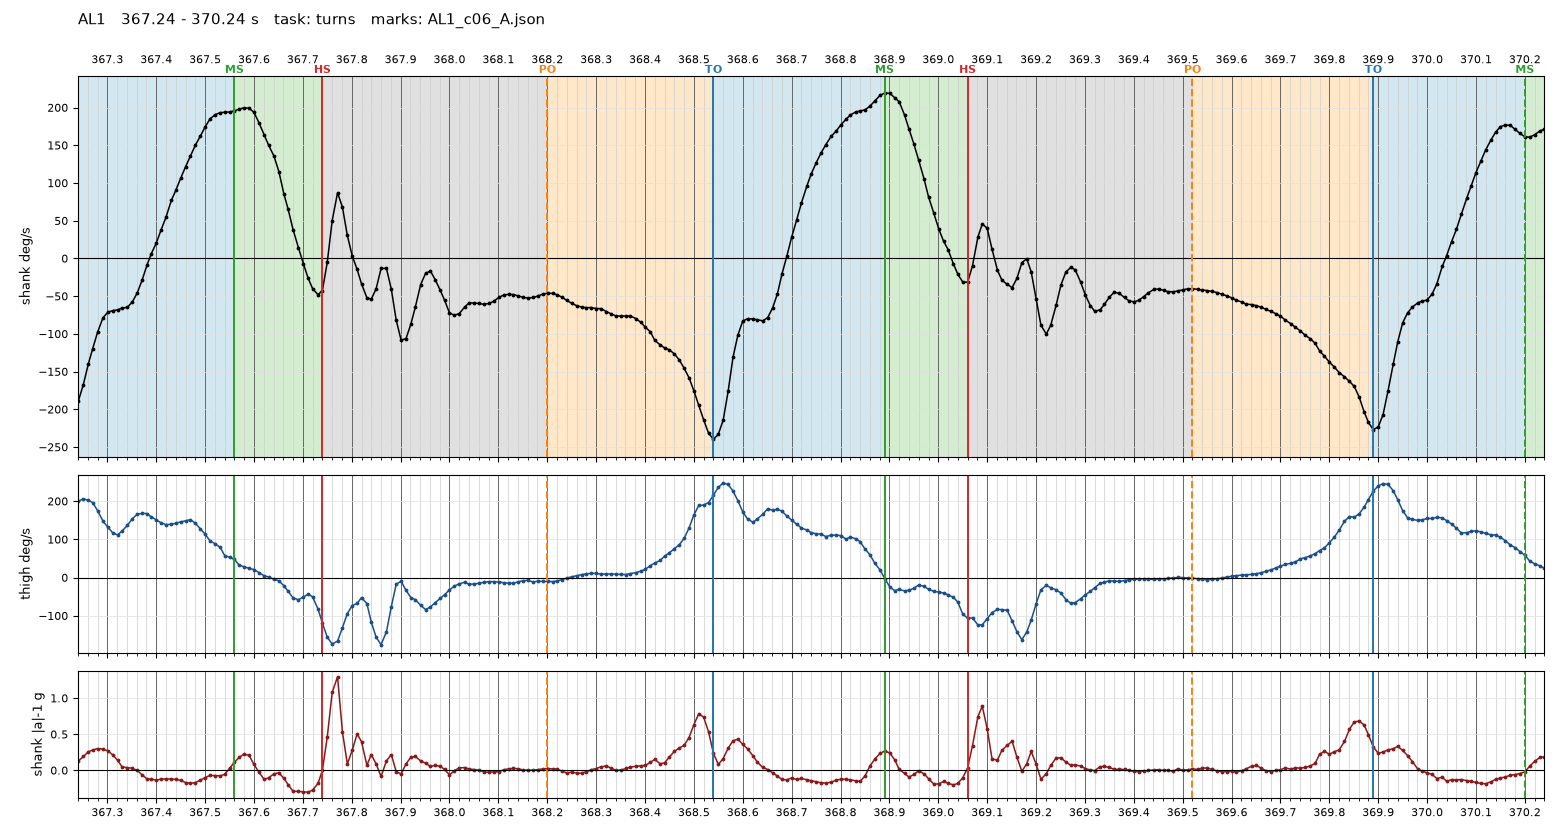 AL1   367.24 - 370.24 s   task: turns   marks: AL1_c06_A.json
367.3 367.4 367.5 367.6 367.7 367.8 367.9 368.0 368.1 368.2 368.3 368.4 368.5 368.6 368.7 368.8 368.9 369.0 369.1 369.2 369.3 369.4 369.5 369.6 369.7 369.8 369.9 370.0 370.1 370.2
MS HS PO TO MS HS PO TO MS
shank deg/s
200
150
100
50
0
−50
−100
−150
−200
−250
thigh deg/s
200
100
0
−100
shank |a|-1 g
1.0
0.5
0.0
367.3 367.4 367.5 367.6 367.7 367.8 367.9 368.0 368.1 368.2 368.3 368.4 368.5 368.6 368.7 368.8 368.9 369.0 369.1 369.2 369.3 369.4 369.5 369.6 369.7 369.8 369.9 370.0 370.1 370.2